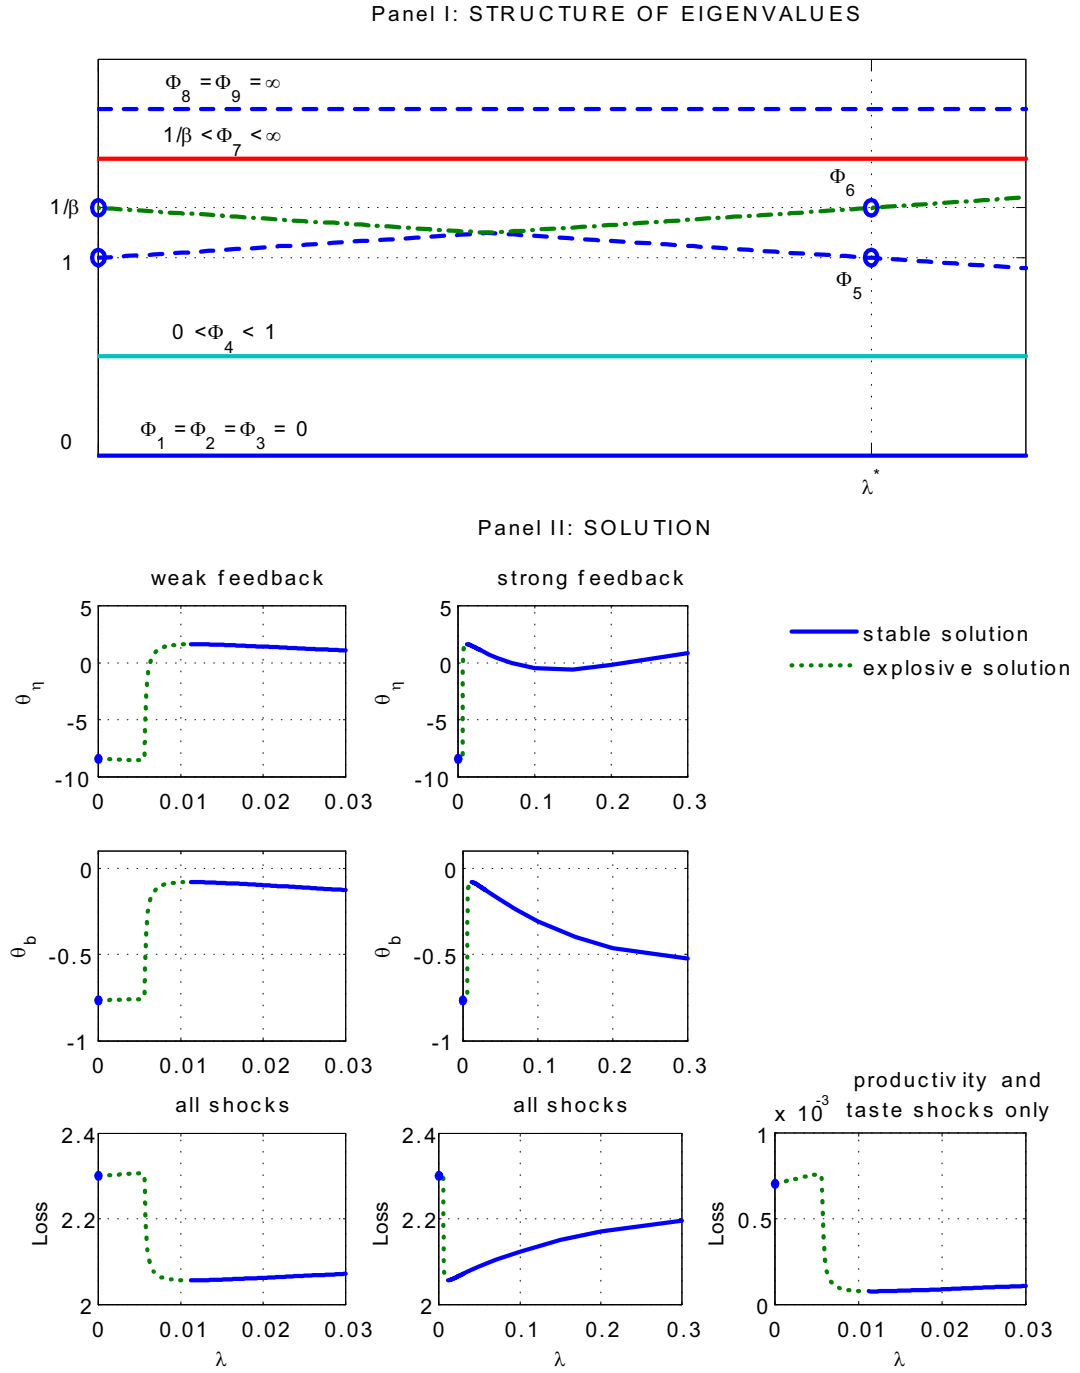 Panel I: STRUCTURE OF EIGENVALUES
Φ8 =Φ9 =∞
1/β <Φ7 <∞
Φ6
1/β
1
Φ5
0 <Φ4 < 1
Φ1 =Φ2 =Φ3 = 0
0
λ*
Panel II: SOLUTION
weak feedback
strong feedback
stable solution
explosive solution
θη
5
0
-5
-10
0 0.01 0.02 0.03
θη
5
0
-5
-10
0 0.1 0.2 0.3
θb
0
-0.5
-1
0 0.01 0.02 0.03
θb
0
-0.5
-1
0 0.1 0.2 0.3
all shocks
Loss
2.4
2.2
2
0 0.01 0.02 0.03
λ
all shocks
Loss
2.4
2.2
2
0 0.1 0.2 0.3
λ
productivity and
taste shocks only
x 10-3
Loss
1
0.5
0
0 0.01 0.02 0.03
λ